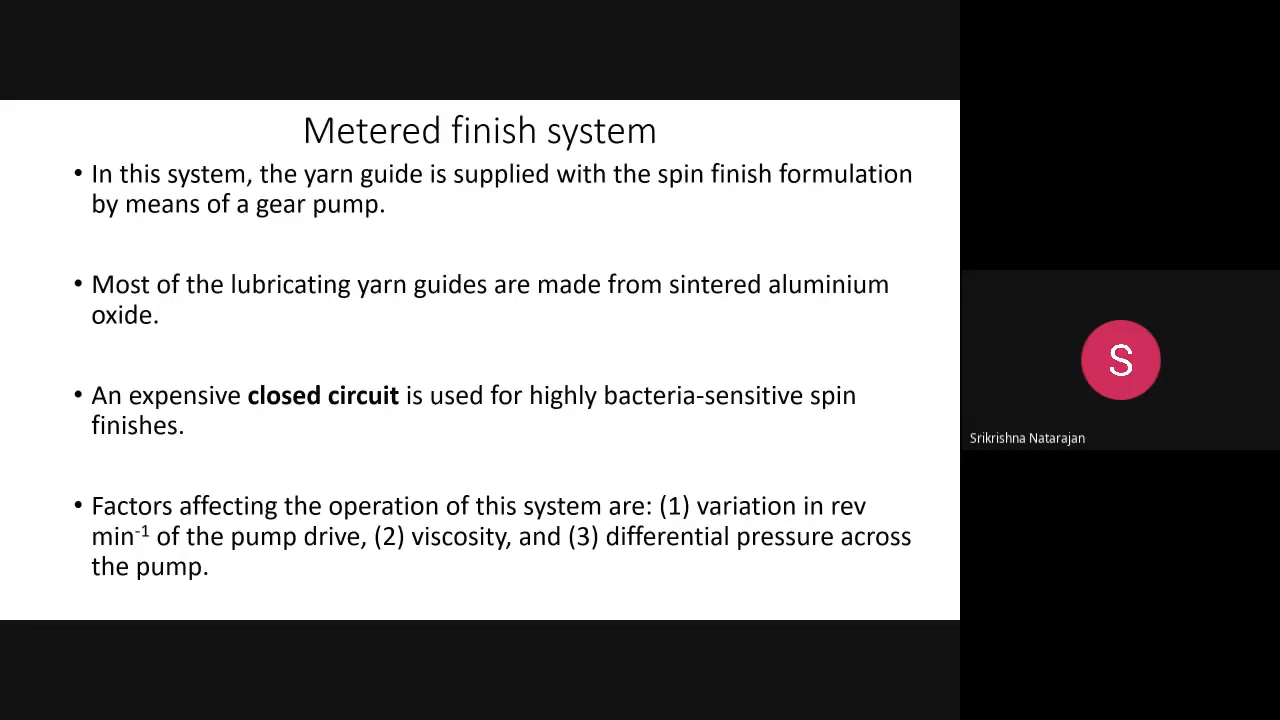 Metered finish system
• In this system, the yarn guide is supplied with the spin finish formulation
by means of a gear pump.
• Most of the lubricating yarn guides are made from sintered aluminium
oxide.
• An expensive closed circuit is used for highly bacteria-sensitive spin
finishes.
• Factors affecting the operation of this system are: (1) variation in rev
min⁻¹ of the pump drive, (2) viscosity, and (3) differential pressure across
the pump.
S
Srikrishna Natarajan